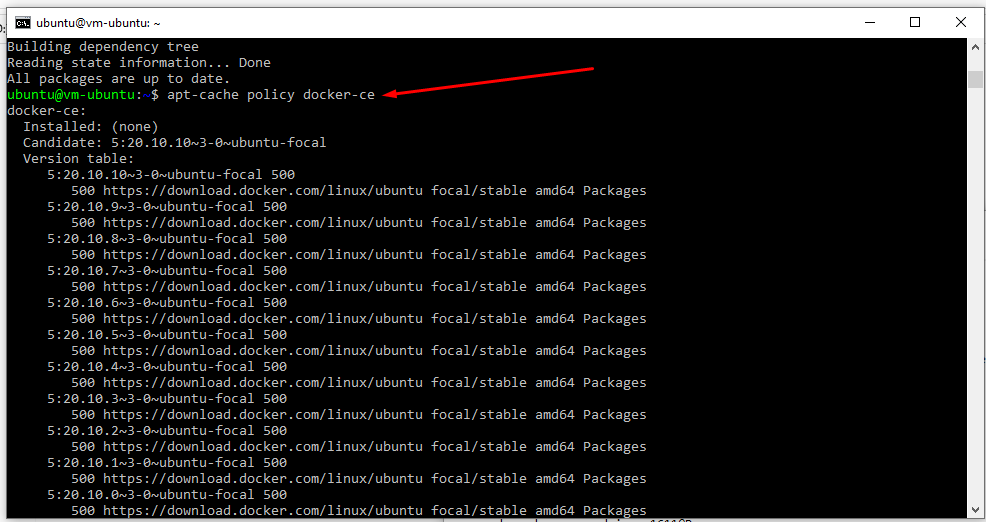 ubuntu@vm-ubuntu: ~
Building dependency tree
Reading state information... Done
All packages are up to date.
ubuntu@vm-ubuntu:~$ apt-cache policy docker-ce
docker-ce:
  Installed: (none)
  Candidate: 5:20.10.10~3-0~ubuntu-focal
  Version table:
     5:20.10.10~3-0~ubuntu-focal 500
        500 https://download.docker.com/linux/ubuntu focal/stable amd64 Packages
     5:20.10.9~3-0~ubuntu-focal 500
        500 https://download.docker.com/linux/ubuntu focal/stable amd64 Packages
     5:20.10.8~3-0~ubuntu-focal 500
        500 https://download.docker.com/linux/ubuntu focal/stable amd64 Packages
     5:20.10.7~3-0~ubuntu-focal 500
        500 https://download.docker.com/linux/ubuntu focal/stable amd64 Packages
     5:20.10.6~3-0~ubuntu-focal 500
        500 https://download.docker.com/linux/ubuntu focal/stable amd64 Packages
     5:20.10.5~3-0~ubuntu-focal 500
        500 https://download.docker.com/linux/ubuntu focal/stable amd64 Packages
     5:20.10.4~3-0~ubuntu-focal 500
        500 https://download.docker.com/linux/ubuntu focal/stable amd64 Packages
     5:20.10.3~3-0~ubuntu-focal 500
        500 https://download.docker.com/linux/ubuntu focal/stable amd64 Packages
     5:20.10.2~3-0~ubuntu-focal 500
        500 https://download.docker.com/linux/ubuntu focal/stable amd64 Packages
     5:20.10.1~3-0~ubuntu-focal 500
        500 https://download.docker.com/linux/ubuntu focal/stable amd64 Packages
     5:20.10.0~3-0~ubuntu-focal 500
        500 https://download.docker.com/linux/ubuntu focal/stable amd64 Packages